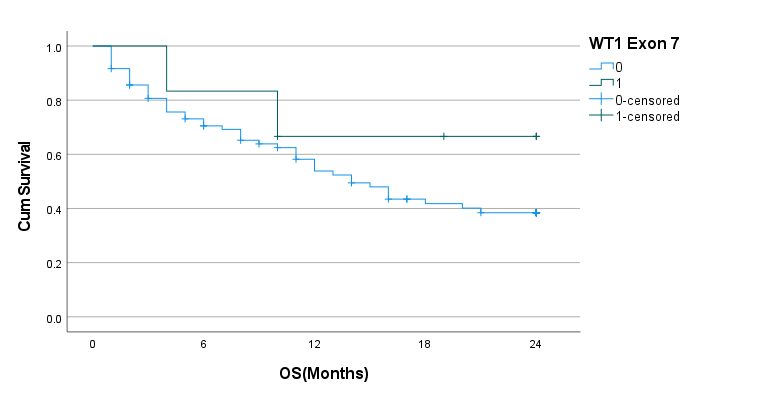 WT1 Exon 7
0
1
0-censored
1-censored
Cum Survival
1.0
0.8
0.6
0.4
0.2
0.0
0 6 12 18 24
OS(Months)